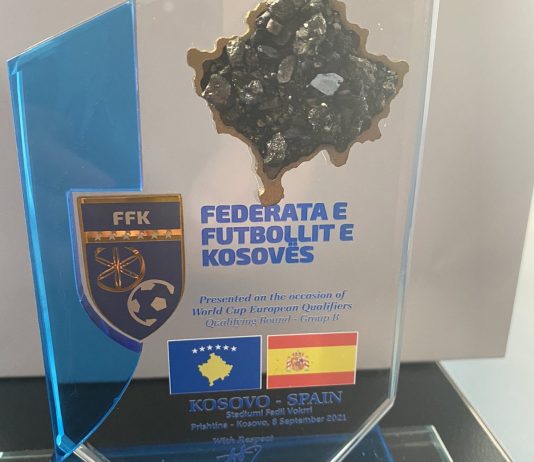 FFK
FEDERATA E
FUTBOLLIT E
KOSOVËS
Presented on the occasion of
World Cup European Qualifiers
Qualifying Round - Group B
KOSOVO - SPAIN
Stadiumi Fadil Vokrri
Prishtina - Kosovo, 8 September 2021
With Respect